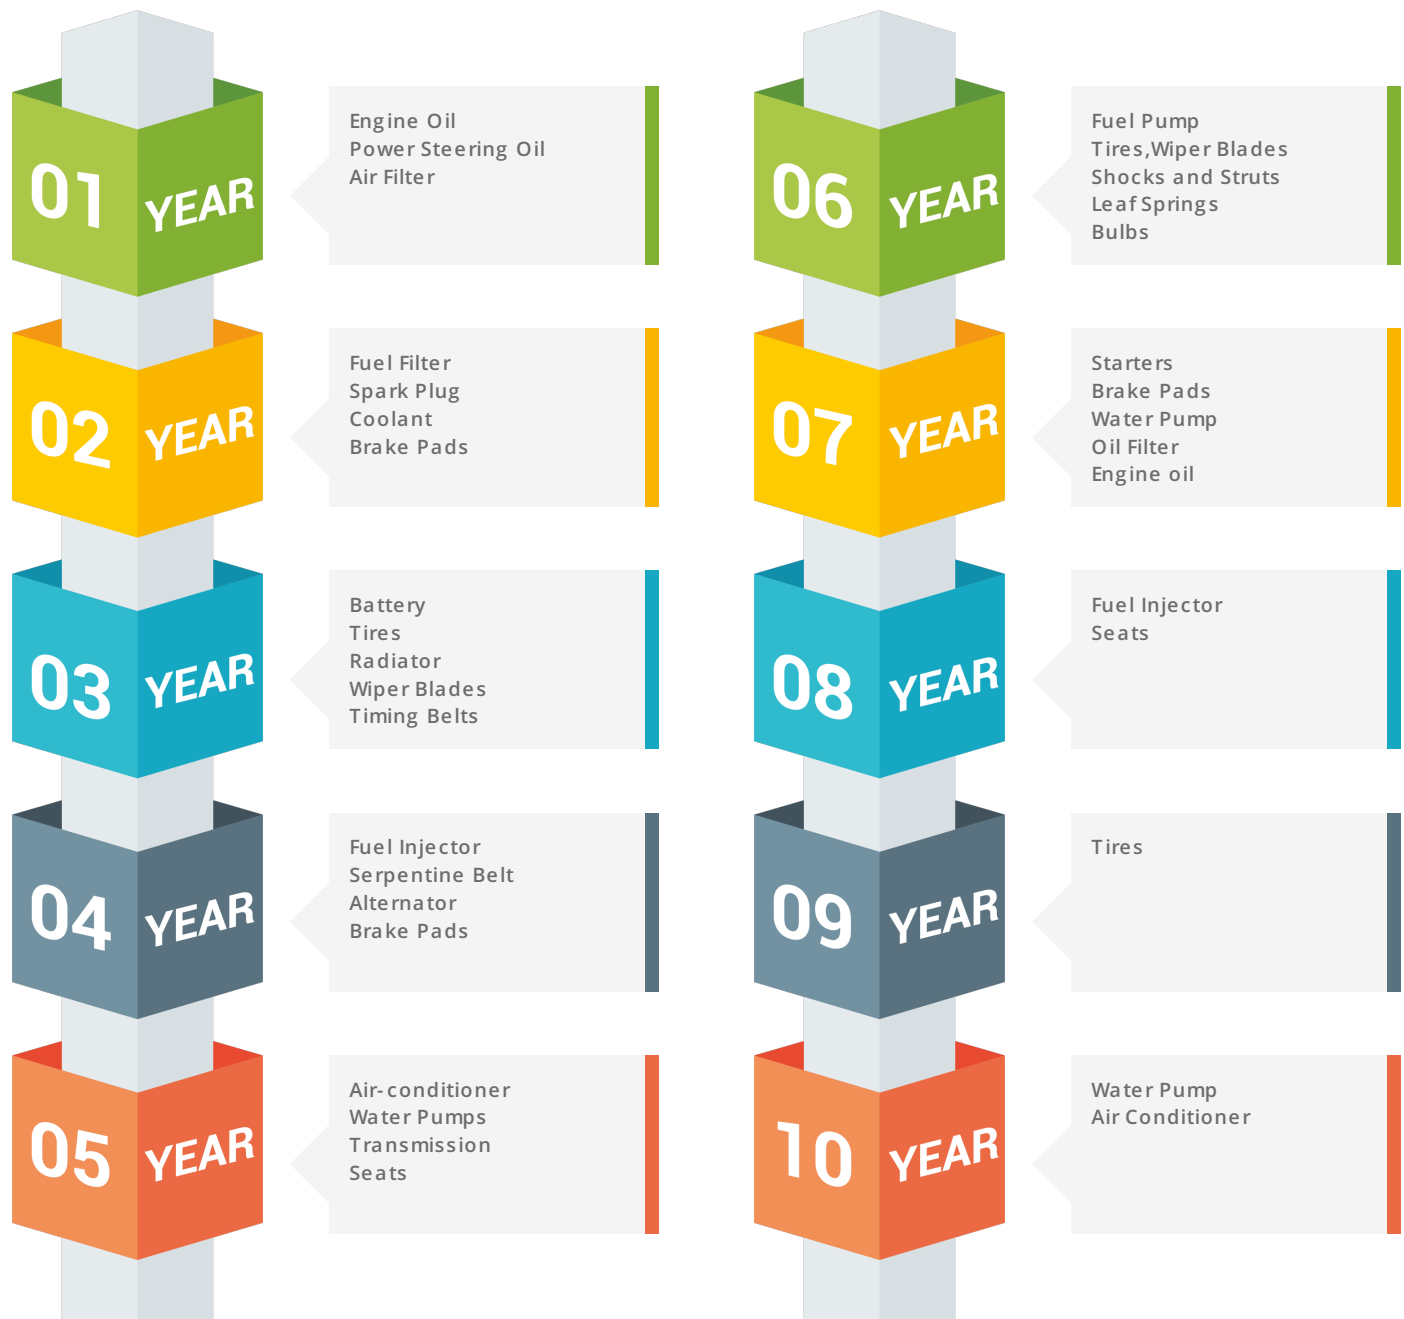 01 YEAR
Engine Oil
Power Steering Oil
Air Filter
02 YEAR
Fuel Filter
Spark Plug
Coolant
Brake Pads
03 YEAR
Battery
Tires
Radiator
Wiper Blades
Timing Belts
04 YEAR
Fuel Injector
Serpentine Belt
Alternator
Brake Pads
05 YEAR
Air-conditioner
Water Pumps
Transmission
Seats
06 YEAR
Fuel Pump
Tires,Wiper Blades
Shocks and Struts
Leaf Springs
Bulbs
07 YEAR
Starters
Brake Pads
Water Pump
Oil Filter
Engine oil
08 YEAR
Fuel Injector
Seats
09 YEAR
Tires
10 YEAR
Water Pump
Air Conditioner